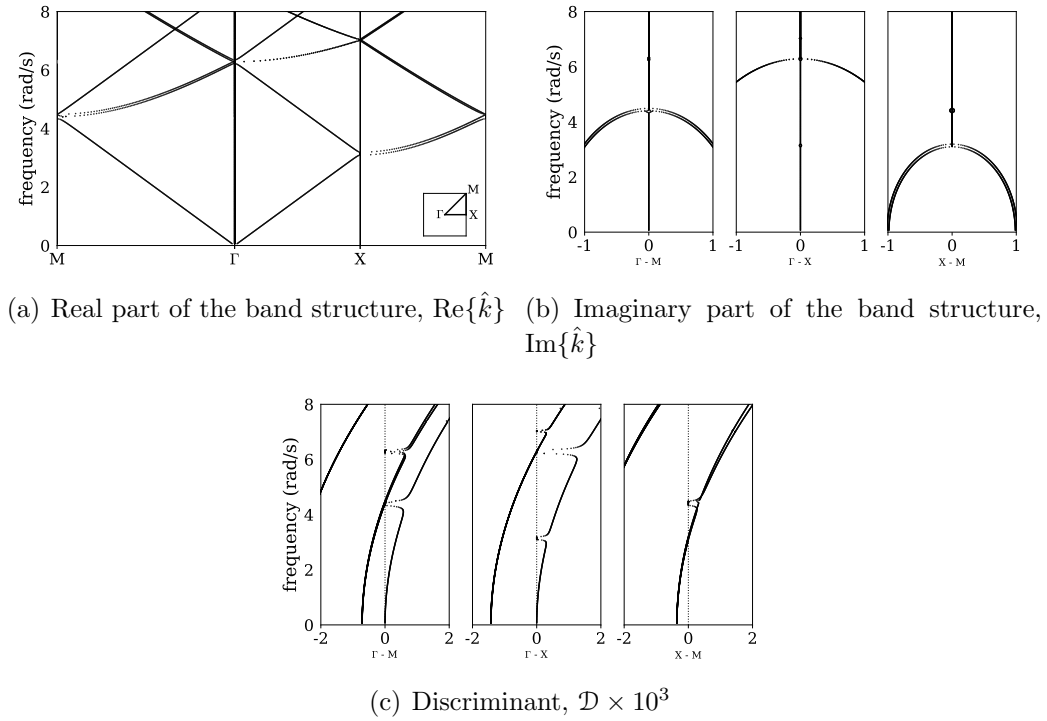 8
6
4
2
0
frequency (rad/s)
M
Γ
X
M
M
Γ
X
8
6
4
2
0
frequency (rad/s)
-1 0 1
Γ - M
-1 0 1
Γ - X
-1 0 1
X - M
(a) Real part of the band structure, Re{k̂}
(b) Imaginary part of the band structure,
Im{k̂}
8
6
4
2
0
frequency (rad/s)
-2 0 2
Γ - M
-2 0 2
Γ - X
-2 0 2
X - M
(c) Discriminant, 𝒟 × 10³